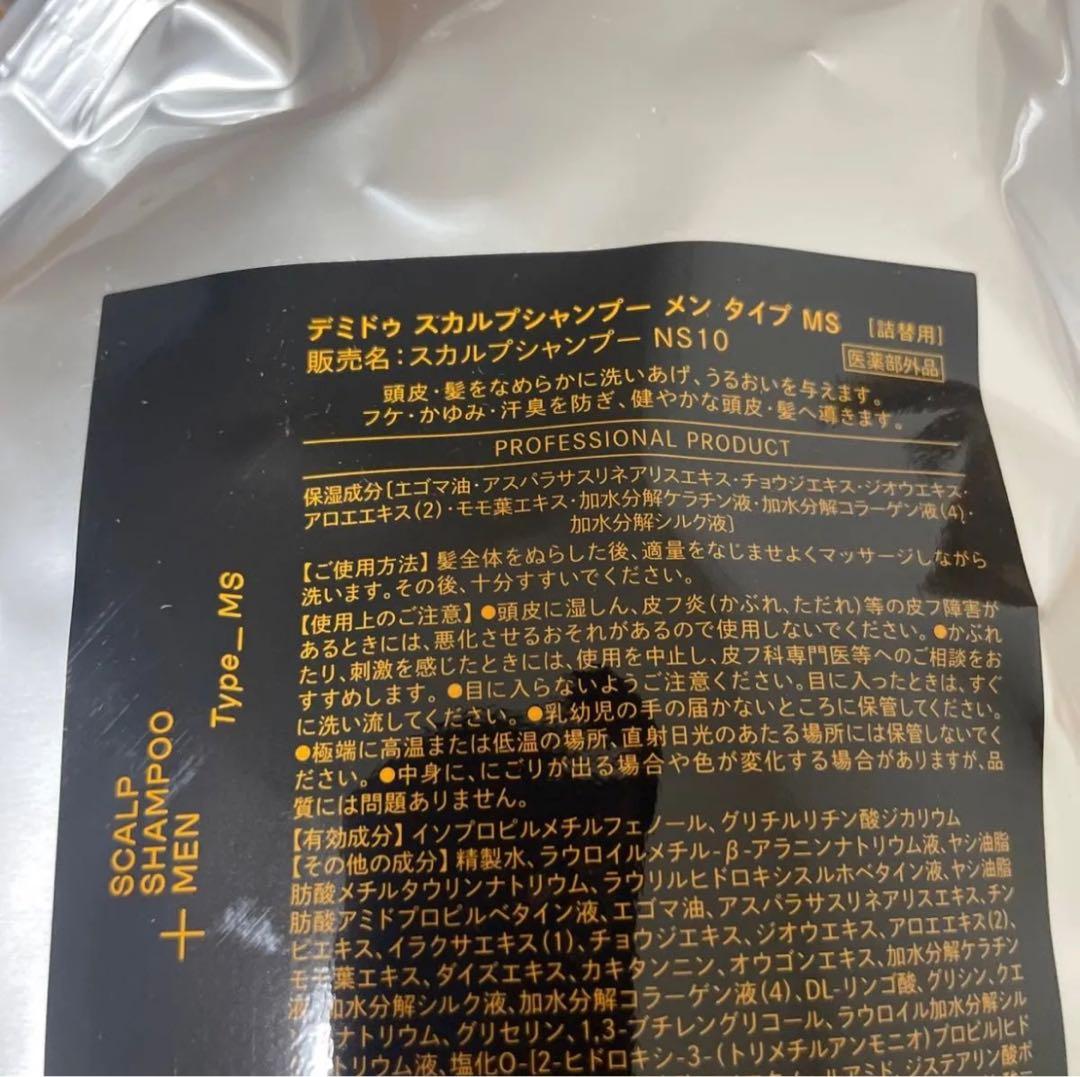 デミドゥ スカルプシャンプー メン タイプ MS [詰替用]
販売名:スカルプシャンプー NS10 医薬部外品
頭皮・髪をなめらかに洗いあげ、うるおいを与えます。
フケ・かゆみ・汗臭を防ぎ、健やかな頭皮・髪へ導きます。
PROFESSIONAL PRODUCT
保湿成分[エゴマ油・アスパラサスリネアリスエキス・チョウジエキス・ジオウエキス・
アロエエキス(2)・モモ葉エキス・加水分解ケラチン液・加水分解コラーゲン液(4)・
加水分解シルク液]
【ご使用方法】髪全体をぬらした後、適量をなじませよくマッサージしながら
洗います。その後、十分すすいでください。
【使用上のご注意】●頭皮に湿しん、皮フ炎(かぶれ、ただれ)等の皮フ障害が
あるときには、悪化させるおそれがあるので使用しないでください。●かぶれ
たり、刺激を感じたときには、使用を中止し、皮フ科専門医等へのご相談をお
すすめします。●目に入らないようご注意ください。目に入ったときは、すぐ
に洗い流してください。●乳幼児の手の届かないところに保管してください。
●極端に高温または低温の場所、直射日光のあたる場所には保管しないでく
ださい。●中身に、にごりが出る場合や色が変化する場合がありますが、品
質には問題ありません。
【有効成分】イソプロピルメチルフェノール、グリチルリチン酸ジカリウム
【その他の成分】精製水、ラウロイルメチル-β-アラニンナトリウム液、ヤシ油脂
肪酸メチルタウリンナトリウム、ラウリルヒドロキシスルホベタイン液、ヤシ油脂
肪酸アミドプロピルベタイン液、エゴマ油、アスパラサスリネアリスエキス、チン
ピエキス、イラクサエキス(1)、チョウジエキス、ジオウエキス、アロエエキス(2)、
モモ葉エキス、ダイズエキス、カキタンニン、オウゴンエキス、加水分解ケラチン
液、加水分解シルク液、加水分解コラーゲン液(4)、DL-リンゴ酸、グリシン、クエ
ナトリウム、グリセリン、1,3-ブチレングリコール、ラウロイル加水分解シル
トリウム液、塩化O-[2-ヒドロキシ-3-(トリメチルアンモニオ)プロピル]ヒド
アミド、ジステアリン酸ポ
SCALP
SHAMPOO
+ MEN
Type_MS